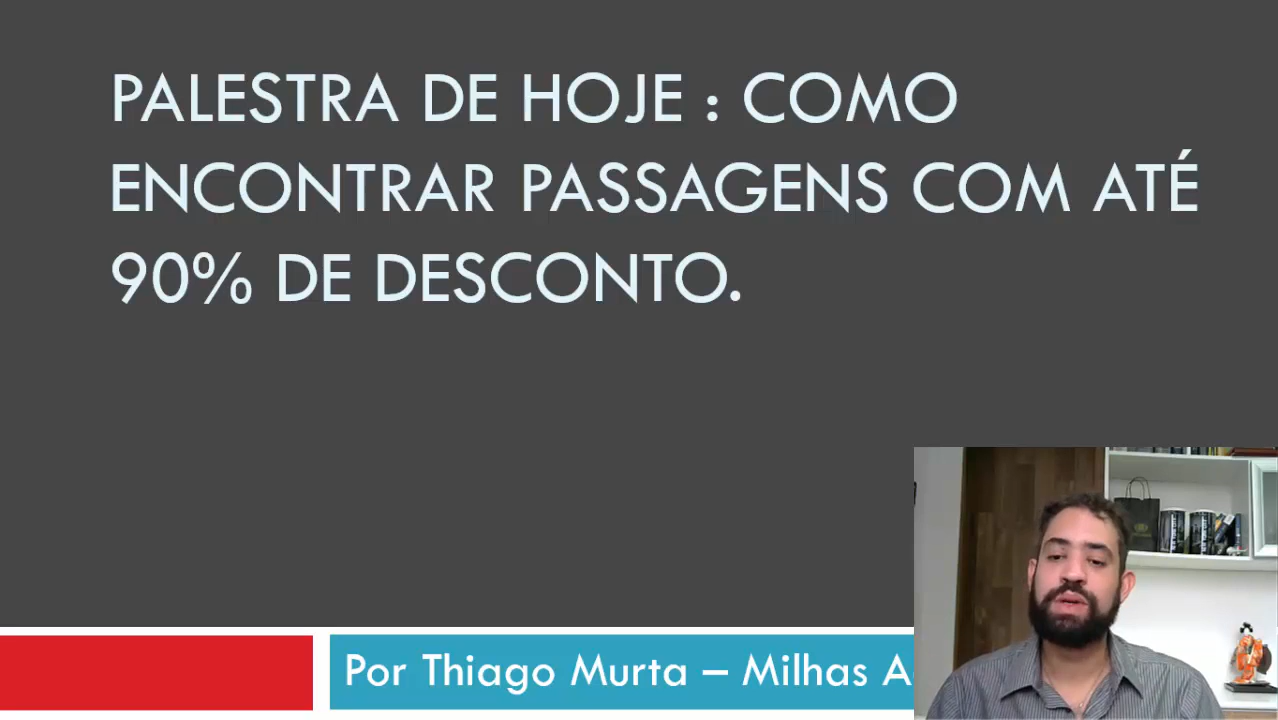 PALESTRA DE HOJE : COMO
ENCONTRAR PASSAGENS COM ATÉ
90% DE DESCONTO.
Por Thiago Murta – Milhas